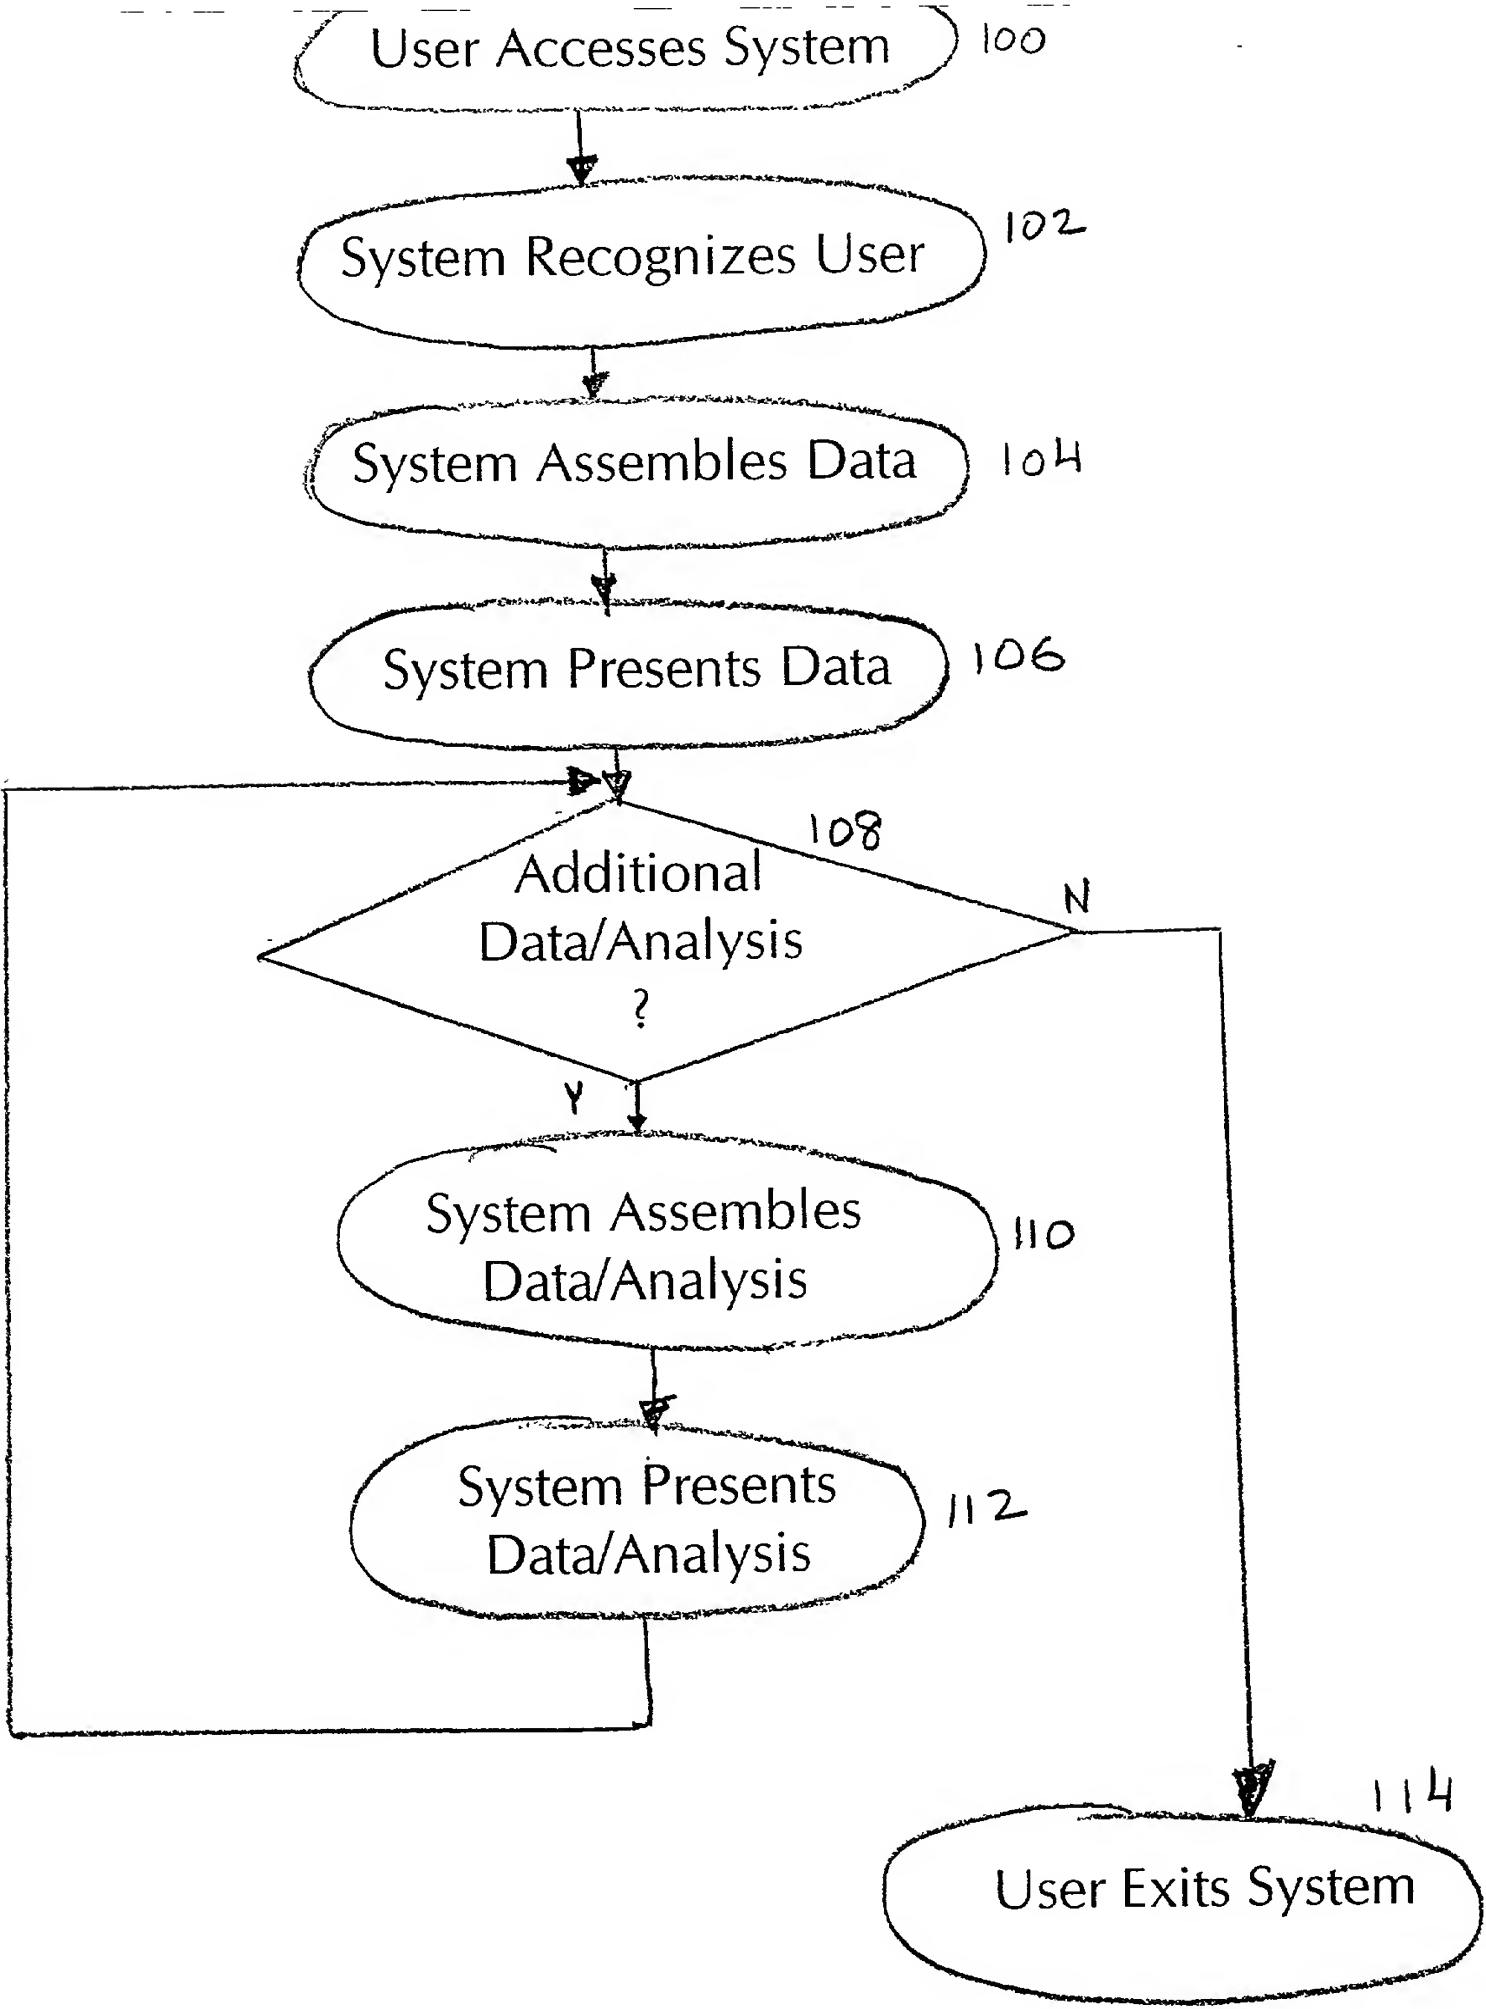 User Accesses System 100
System Recognizes User 102
System Assembles Data 104
System Presents Data 106
108
Additional
Data/Analysis
?
N
Y
System Assembles
Data/Analysis
110
System Presents
Data/Analysis
112
114
User Exits System